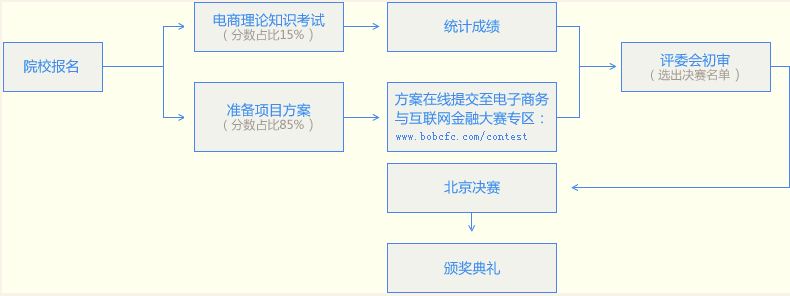 院校报名
电商理论知识考试
（分数占比15%）
统计成绩
准备项目方案
（分数占比85%）
方案在线提交至电子商务
与互联网金融大赛专区：
www.bobcfc.com/contest
评委会初审
（选出决赛名单）
北京决赛
颁奖典礼